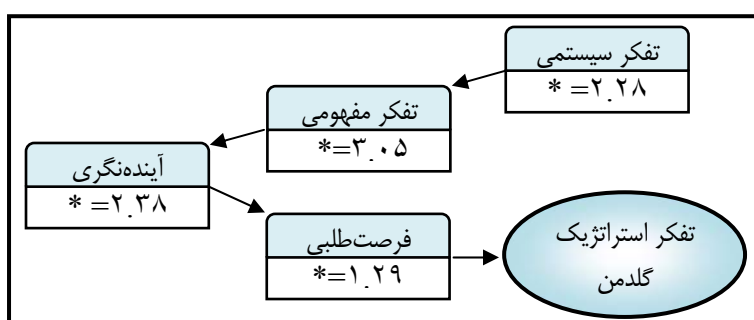 تفکر سیستمی
* =۲.۲۸
تفکر مفهومی
*=۳.۰۵
آینده‌نگری
* =۲.۳۸
فرصت‌طلبی
*=۱.۲۹
تفکر استراتژیک
گلدمن